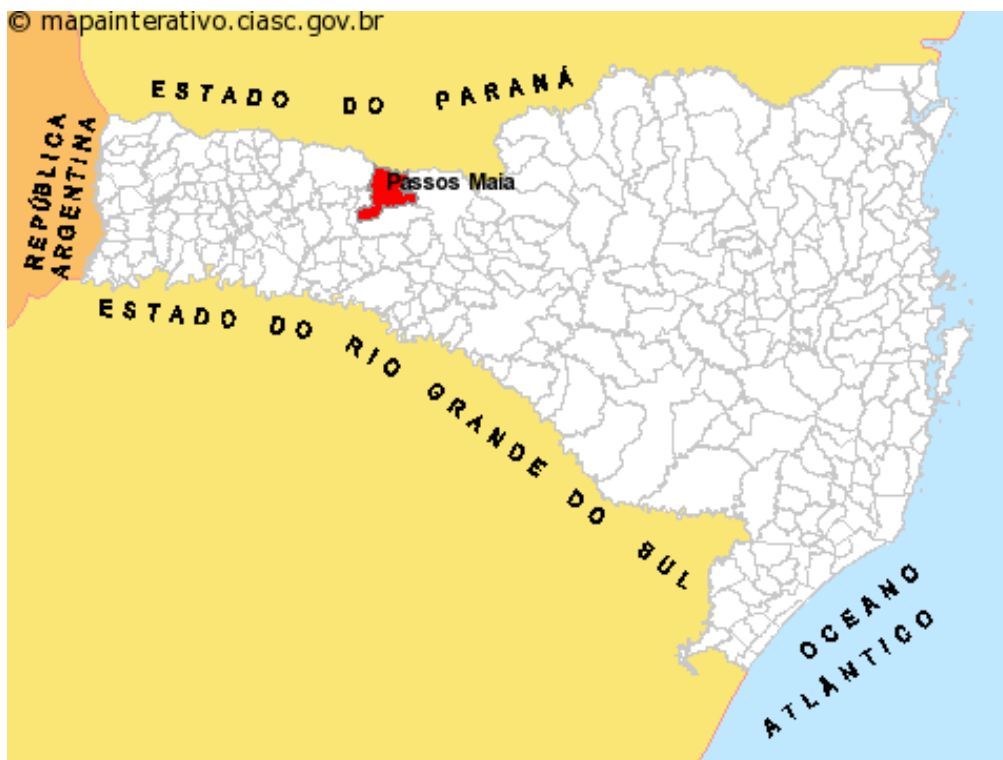 © mapainterativo.ciasc.gov.br
ESTADO DO PARANÁ
REPÚBLICA
ARGENTINA
Passos Maia
ESTADO DO RIO GRANDE DO SUL
OCEANO
ATLÂNTICO